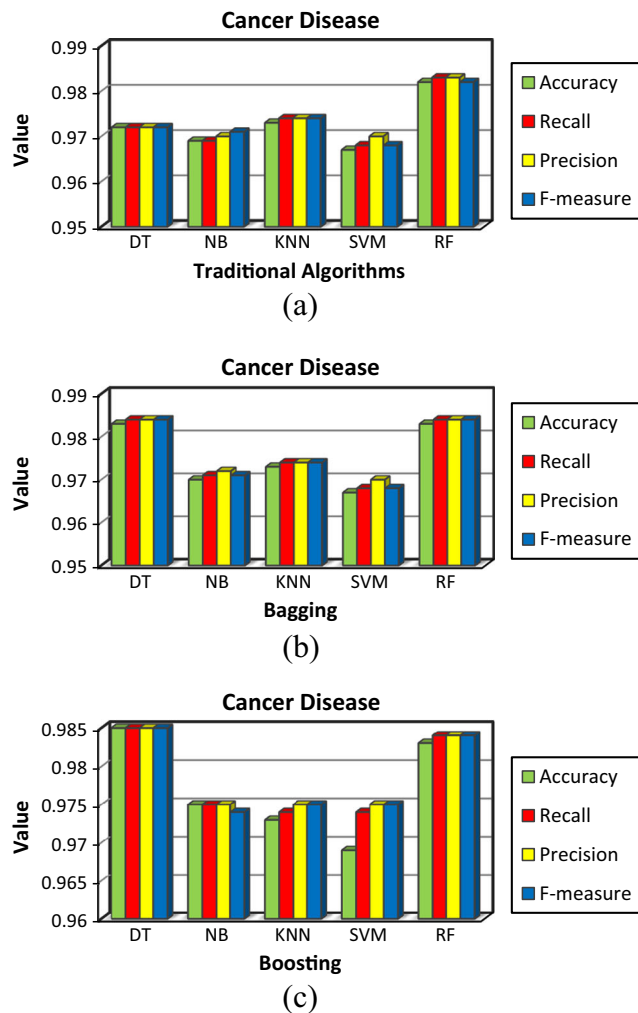 Cancer Disease
0.99
0.98
0.97
0.96
0.95
Value
DT NB KNN SVM RF
Traditional Algorithms
Accuracy
Recall
Precision
F-measure
(a)
Cancer Disease
0.99
0.98
0.97
0.96
0.95
Value
DT NB KNN SVM RF
Bagging
Accuracy
Recall
Precision
F-measure
(b)
Cancer Disease
0.985
0.98
0.975
0.97
0.965
0.96
Value
DT NB KNN SVM RF
Boosting
Accuracy
Recall
Precision
F-measure
(c)